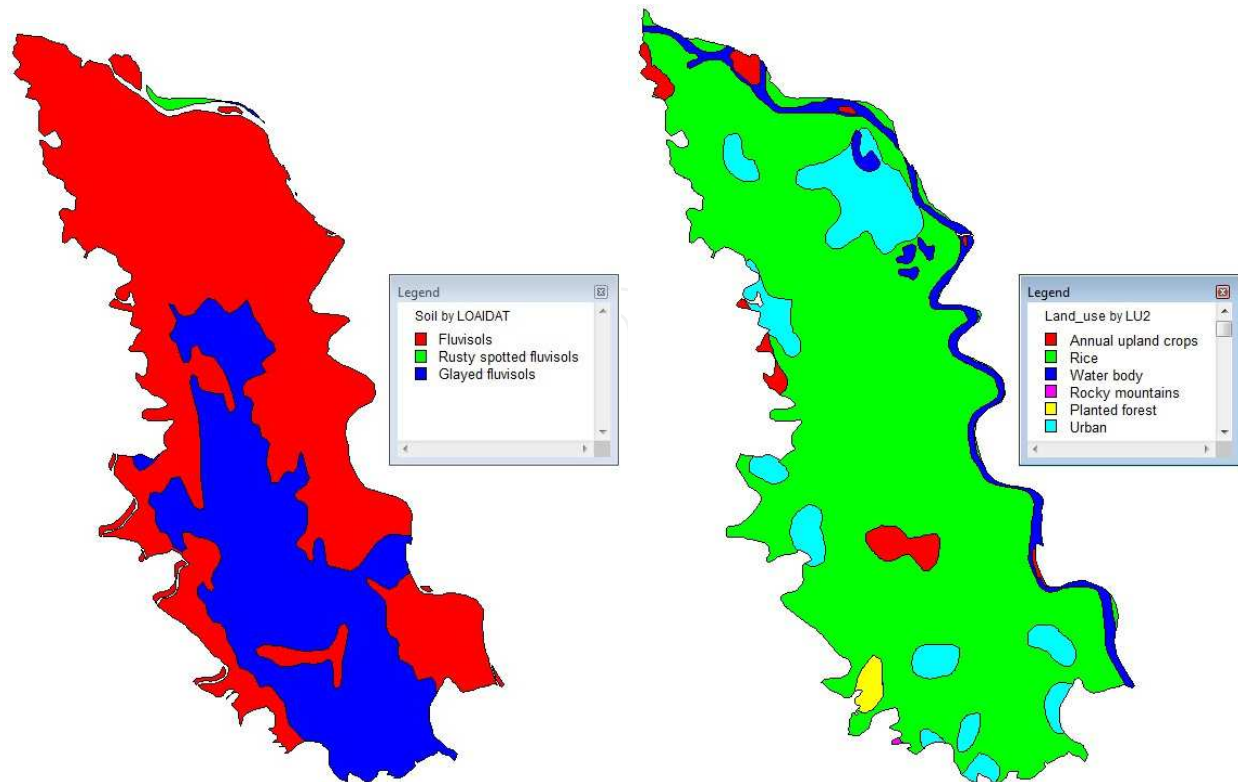 Legend
Soil by LOAIDAT
Fluvisols
Rusty spotted fluvisols
Glayed fluvisols
Legend
Land_use by LU2
Annual upland crops
Rice
Water body
Rocky mountains
Planted forest
Urban